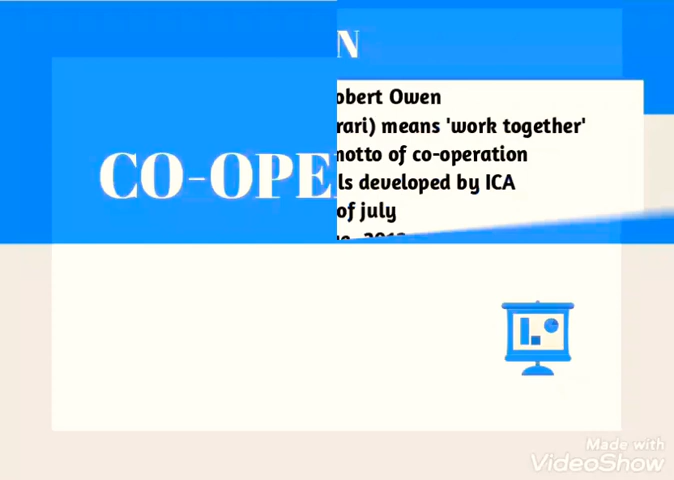 N
obert Owen
rari) means 'work together'
notto of co-operation
CO-OPE
ls developed by ICA
of july
Made with
VideoShow